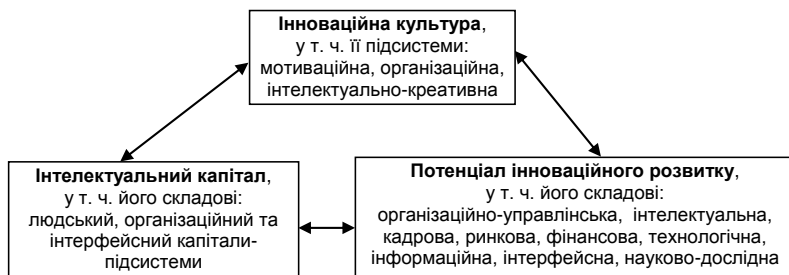 Інноваційна культура,
у т. ч. її підсистеми:
мотиваційна, організаційна,
інтелектуально-креативна
Інтелектуальний капітал,
у т. ч. його складові:
людський, організаційний та
інтерфейсний капітали-
підсистеми
Потенціал інноваційного розвитку,
у т. ч. його складові:
організаційно-управлінська, інтелектуальна,
кадрова, ринкова, фінансова, технологічна,
інформаційна, інтерфейсна, науково-дослідна